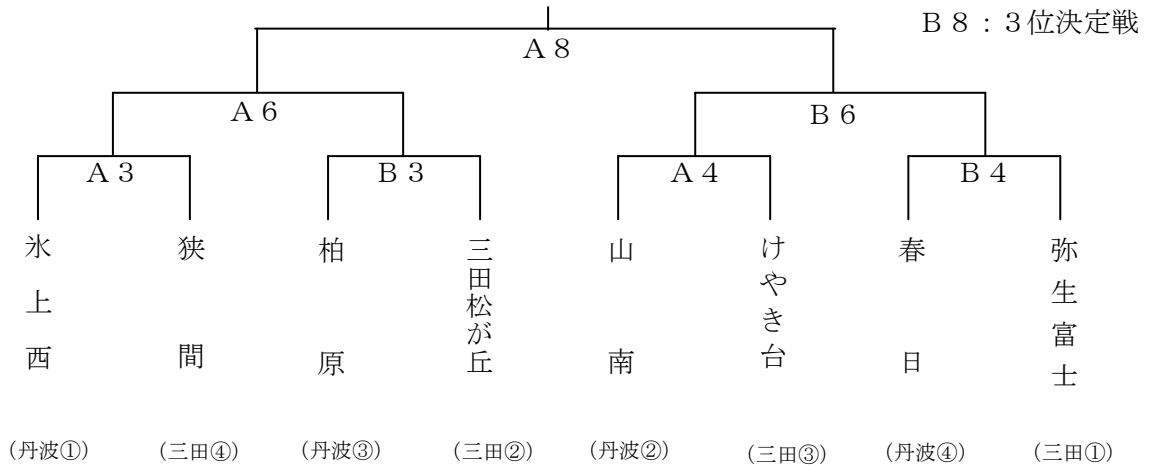 B8：3位決定戦
A8
A6
B6
A3
B3
A4
B4
氷上西
狭間
柏原
三田松が丘
山南
けやき台
春日
弥生富士
(丹波①)
(三田④)
(丹波③)
(三田②)
(丹波②)
(三田③)
(丹波④)
(三田①)